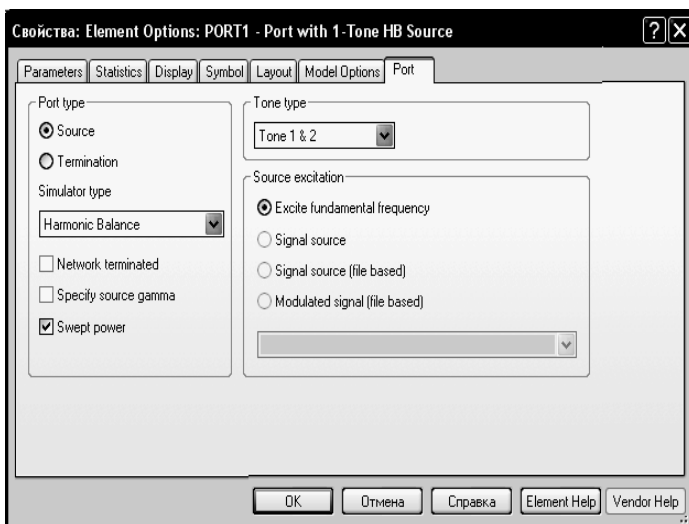 Свойства: Element Options: PORT1 - Port with 1-Tone HB Source
Parameters Statistics Display Symbol Layout Model Options Port
Port type
Source
Termination
Simulator type
Harmonic Balance
Network terminated
Specify source gamma
Swept power
Tone type
Tone 1 & 2
Source excitation
Excite fundamental frequency
Signal source
Signal source (file based)
Modulated signal (file based)
OK Отмена Справка Element Help Vendor Help